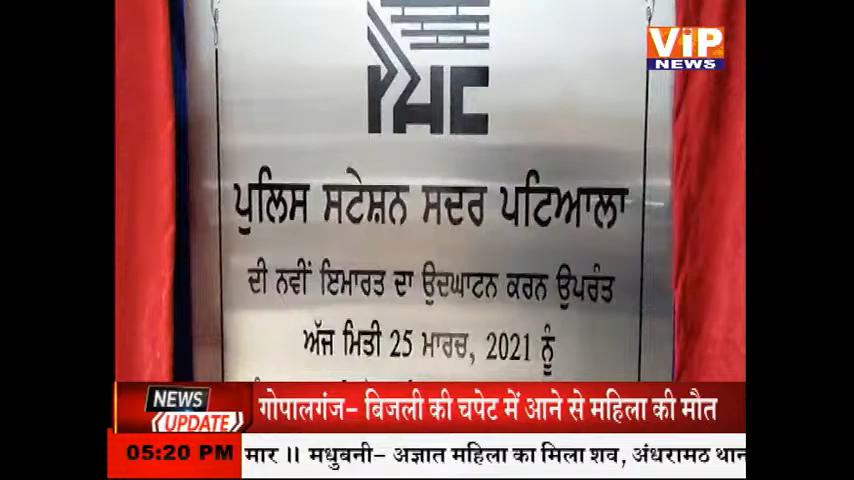 ViP
NEWS
PHC
ਪੁਲਿਸ ਸਟੇਸ਼ਨ ਸਦਰ ਪਟਿਆਲਾ
ਦੀ ਨਵੀਂ ਇਮਾਰਤ ਦਾ ਉਦਘਾਟਨ ਕਰਨ ਉਪਰੰਤ
ਅੱਜ ਮਿਤੀ 25 ਮਾਰਚ, 2021 ਨੂੰ
NEWS
UPDATE
गोपालगंज- बिजली की चपेट में आने से महिला की मौत
05:20 PM
मार || मधुबनी- अज्ञात महिला का मिला शव, अंधरामठ थान